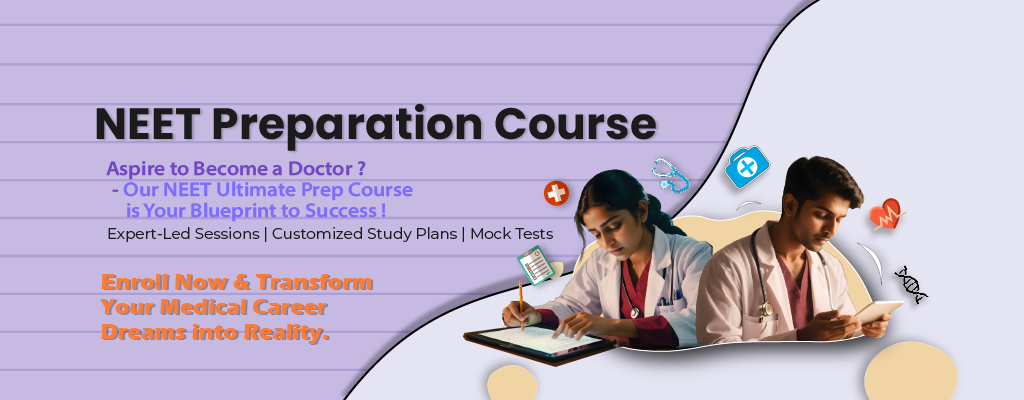 NEET Preparation Course
Aspire to Become a Doctor ?
- Our NEET Ultimate Prep Course
is Your Blueprint to Success !
Expert-Led Sessions | Customized Study Plans | Mock Tests
Enroll Now & Transform
Your Medical Career
Dreams into Reality.